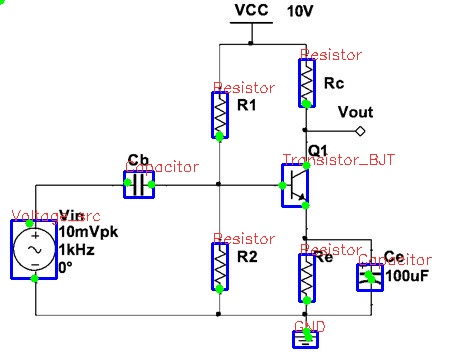 VCC 10V
Resistor
Rc
Resistor
R1
Vout
Q1
Transistor_BJT
Cb
Capacitor
Vin
Voltage_src
10mVpk
1kHz
0°
Resistor
R2
Resistor
Re
Ce
Capacitor
100uF
GND